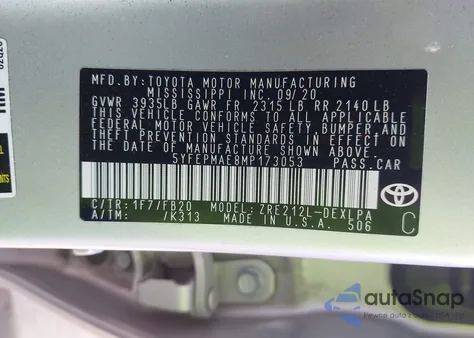 MFD. BY: TOYOTA MOTOR MANUFACTURING
MISSISSIPPI INC. 09/20
GVWR 3935LB GAWR FR 2315 LB RR 2140 LB
THIS VEHICLE CONFORMS TO ALL APPLICABLE
FEDERAL MOTOR VEHICLE SAFETY, BUMPER, AND
THEFT PREVENTION STANDARDS IN EFFECT ON
THE DATE OF MANUFACTURE SHOWN ABOVE.
5YFEPMAE8MP173053 PASS.CAR
C/TR: 1F7/FB20 MODEL: ZRE212L-DEXLPA
A/TM: /K313 MADE IN U.S.A. 506
TOYOTA
C
autoSnap